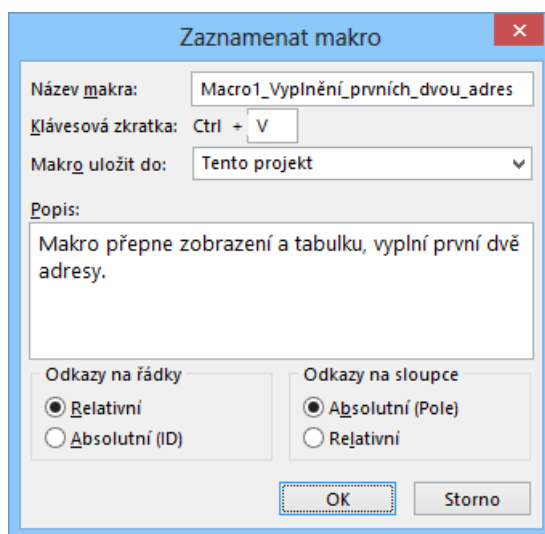 Zaznamenat makro
Název makra: Macro1_Vyplnění_prvních_dvou_adres
Klávesová zkratka: Ctrl + V
Makro uložit do: Tento projekt
Popis:
Makro přepne zobrazení a tabulku, vyplní první dvě
adresy.
Odkazy na řádky
Relativní
Absolutní (ID)
Odkazy na sloupce
Absolutní (Pole)
Relativní
OK Storno